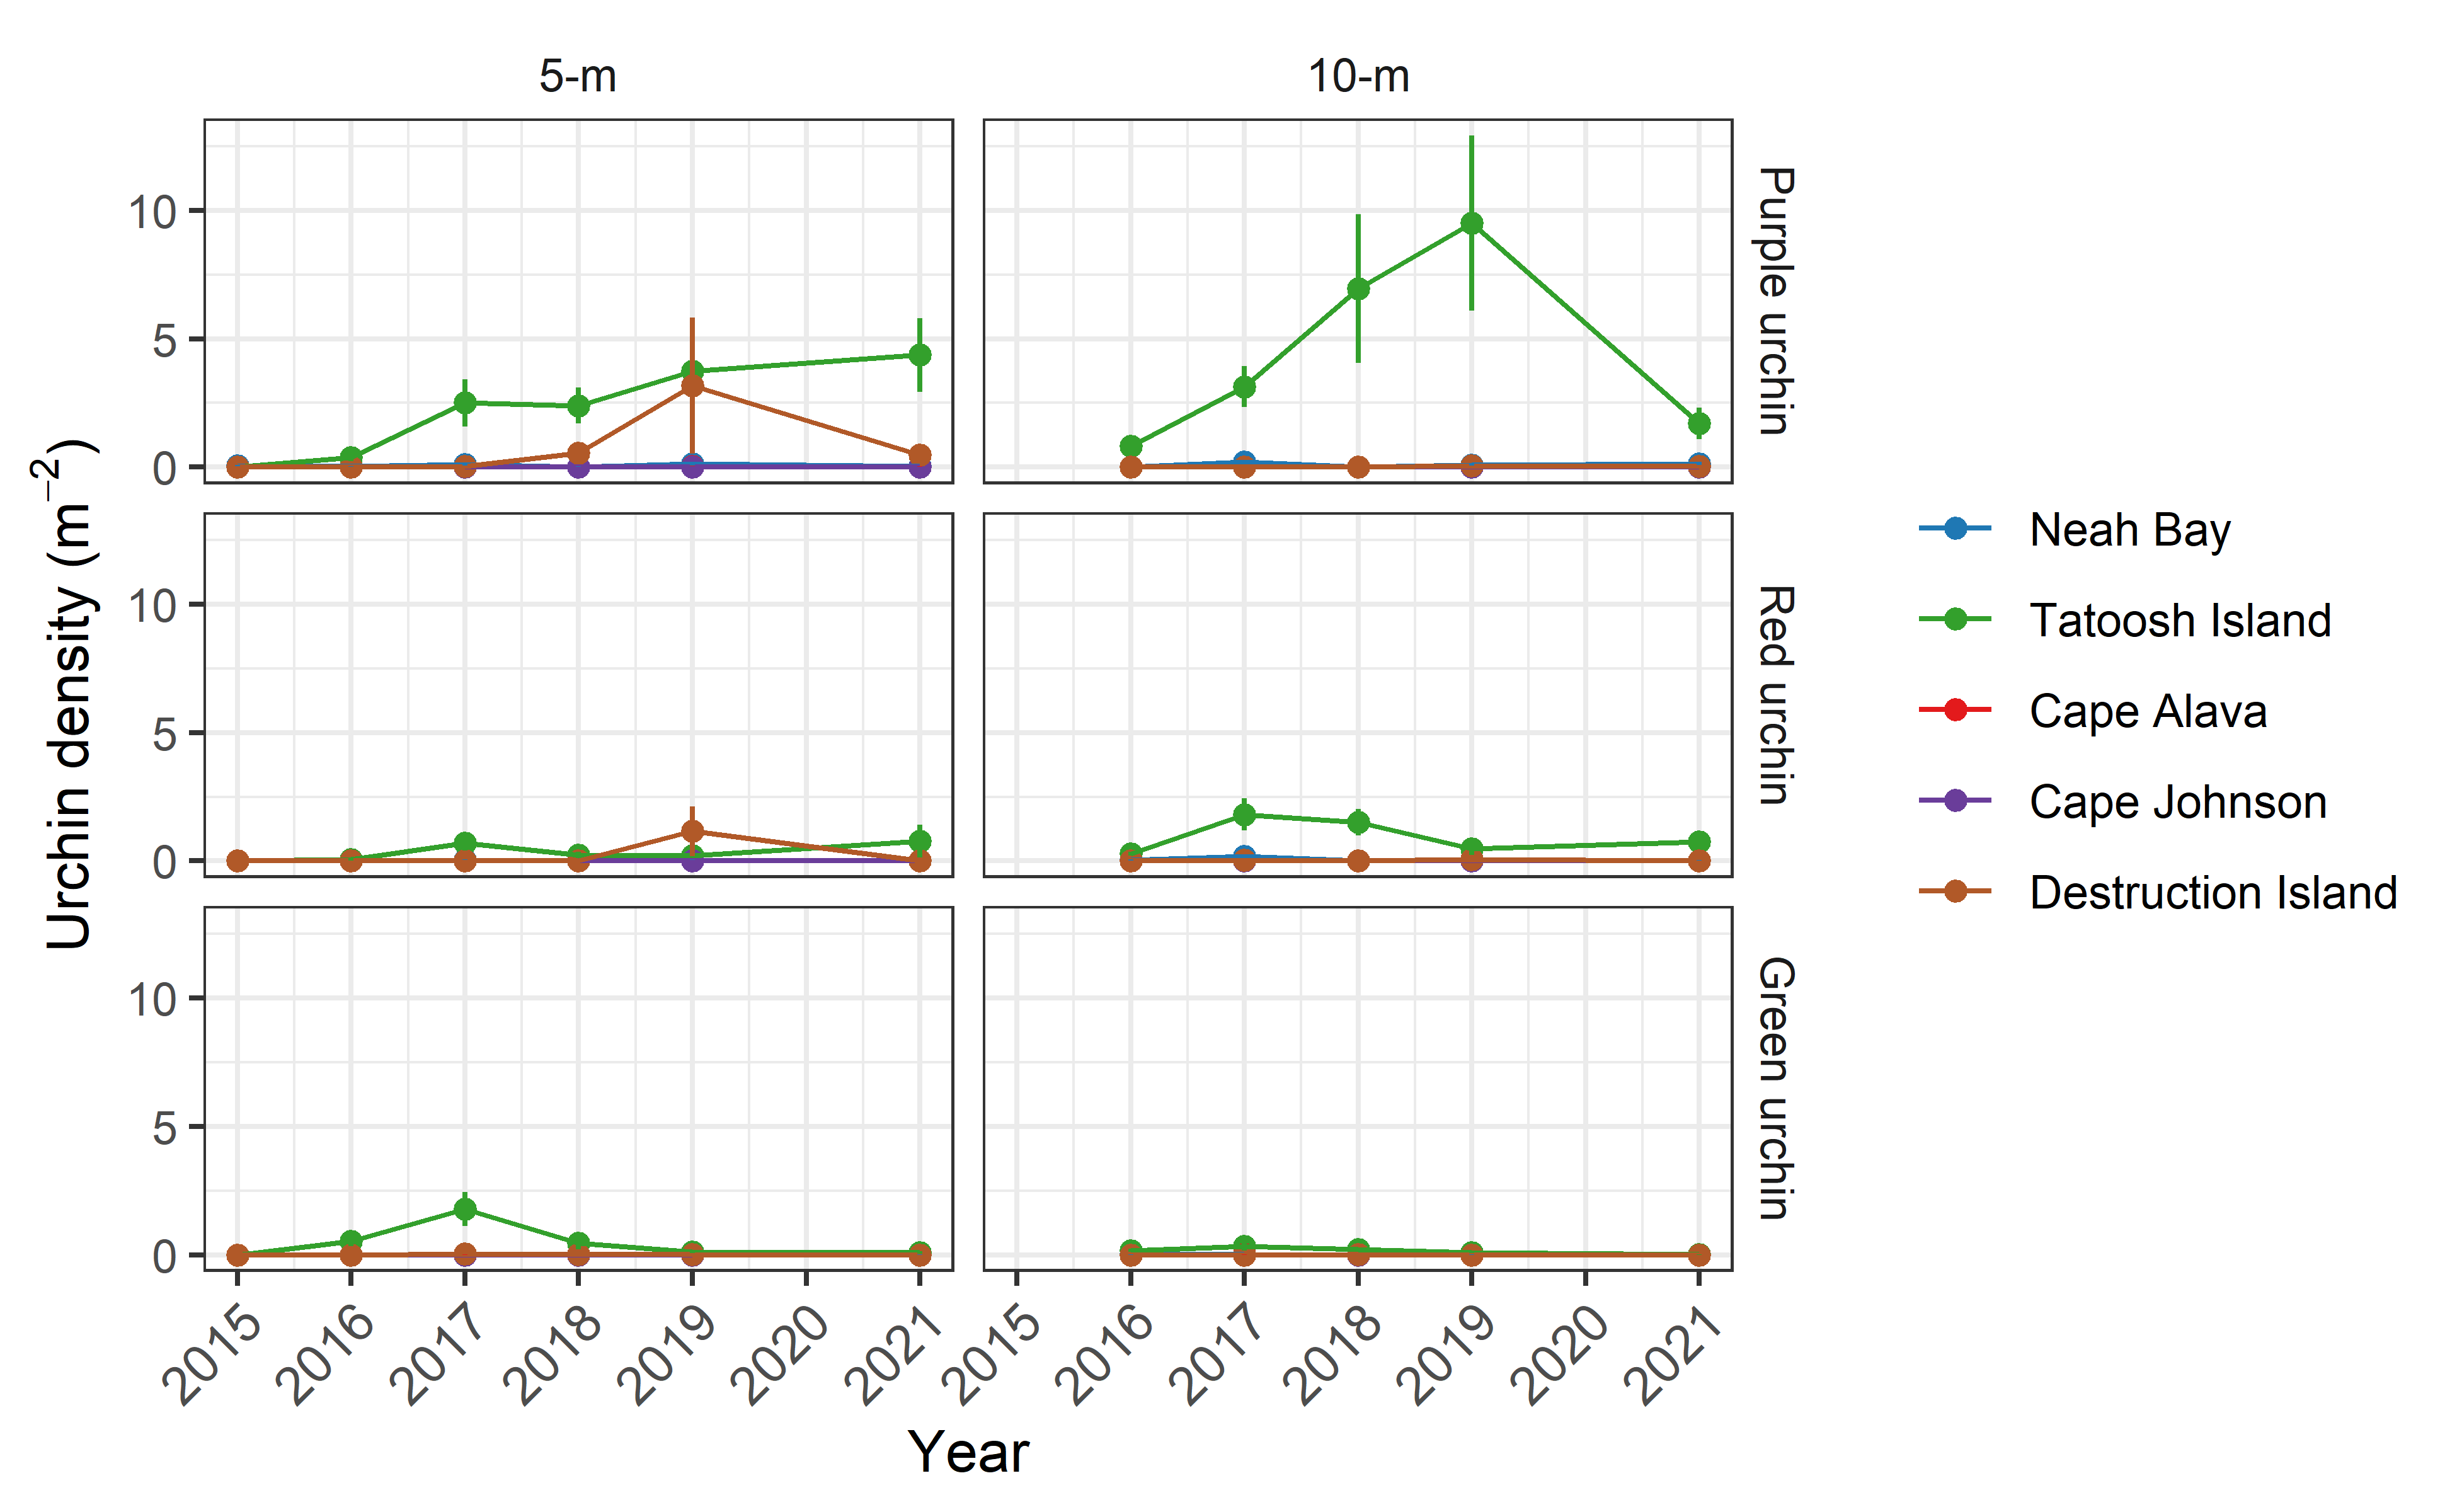 5-m
10-m
Urchin density (m⁻²)
10
5
0
Purple urchin
10
5
0
Red urchin
10
5
0
Green urchin
2015 2016 2017 2018 2019 2020 2021
2015 2016 2017 2018 2019 2020 2021
Year
Neah Bay
Tatoosh Island
Cape Alava
Cape Johnson
Destruction Island